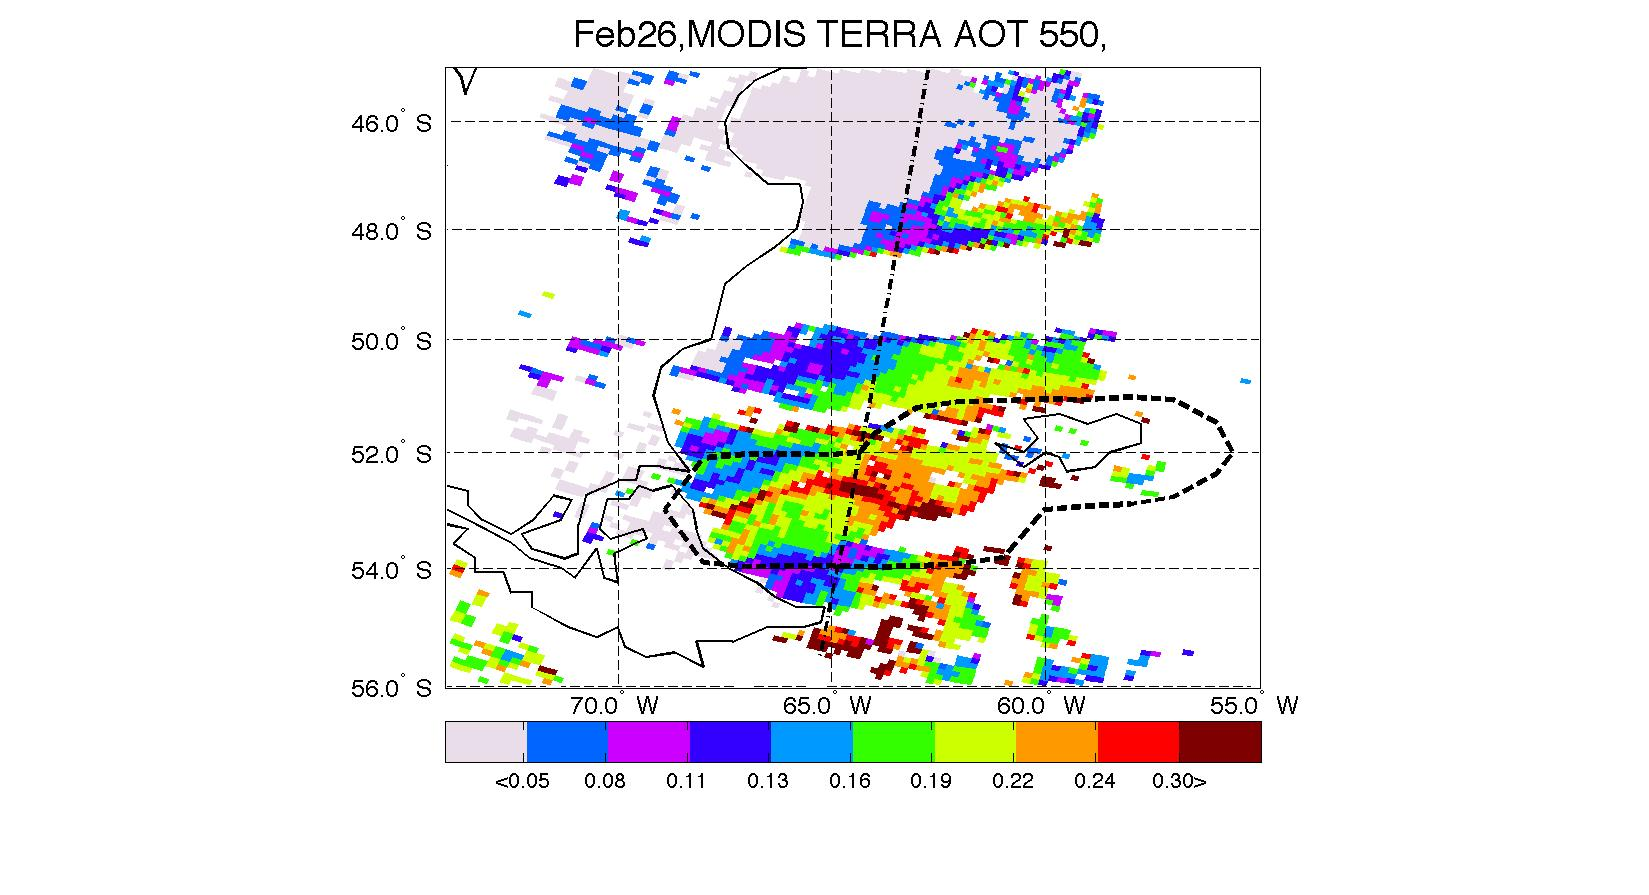 Feb26,MODIS TERRA AOT 550,
46.0° S
48.0° S
50.0° S
52.0° S
54.0° S
56.0° S
70.0° W 65.0° W 60.0° W 55.0° W
<0.05 0.08 0.11 0.13 0.16 0.19 0.22 0.24 0.30>